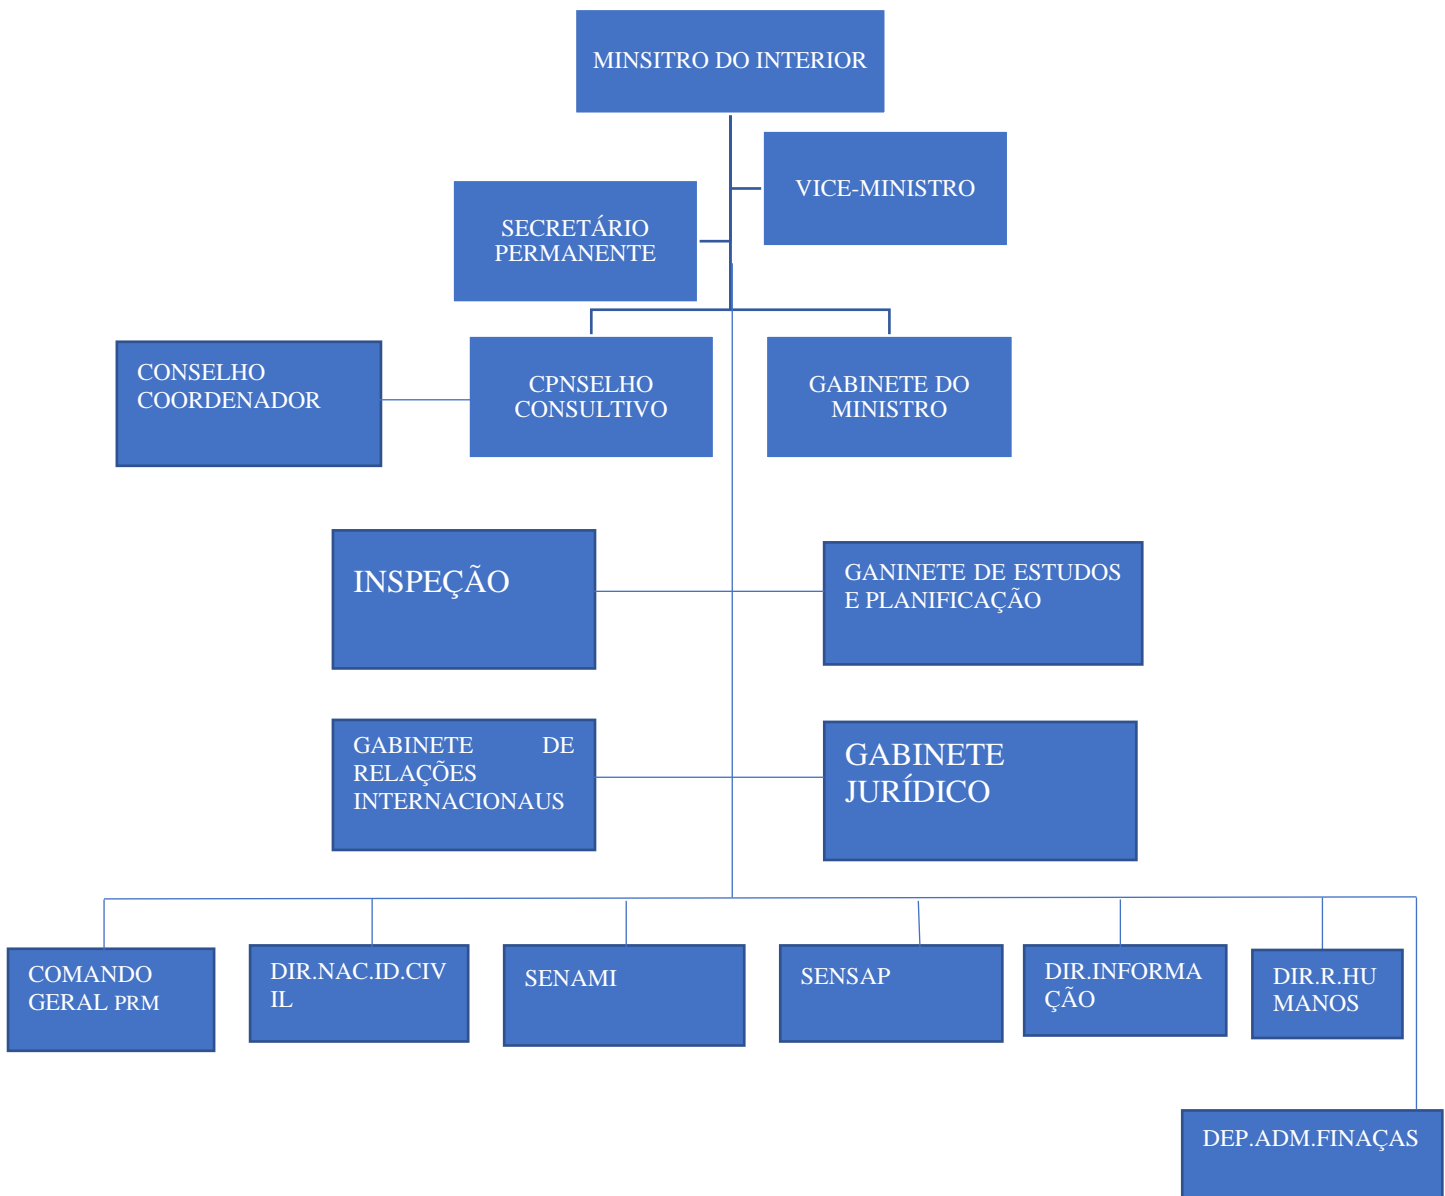 MINSITRO DO INTERIOR
VICE-MINISTRO
SECRETÁRIO
PERMANENTE
CONSELHO
COORDENADOR
CPNSELHO
CONSULTIVO
GABINETE DO
MINISTRO
INSPEÇÃO
GANINETE DE ESTUDOS
E PLANIFICAÇÃO
GABINETE DE
RELAÇÕES
INTERNACIONAUS
GABINETE
JURÍDICO
COMANDO
GERAL PRM
DIR.NAC.ID.CIV
IL
SENAMI
SENSAP
DIR.INFORMA
ÇÃO
DIR.R.HU
MANOS
DEP.ADM.FINAÇAS